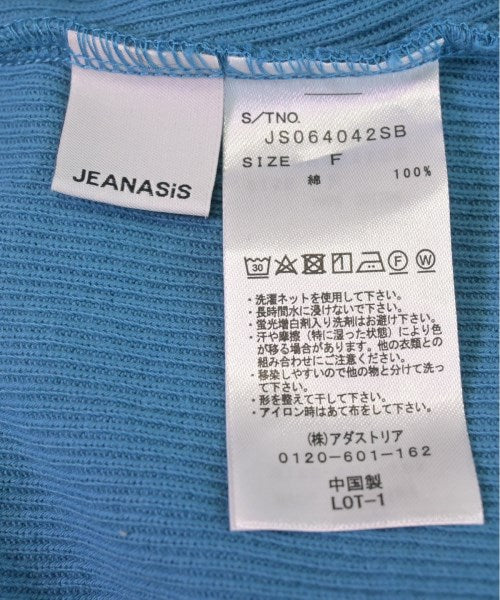 JEANASiS
S/TNO.
JS064042SB
SIZE F
綿 100%
30 F W
・洗濯ネットを使用して下さい。
・長時間水に浸けないで下さい。
・蛍光増白剤入り洗剤はお避け下さい。
・汗や摩擦（特に湿った状態）により色
が移る場合があります。他の衣類との
組み合わせにご注意ください。
・移染しやすいので他の物と分けて洗っ
て下さい。
・形を整えて干して下さい。
・アイロン時はあて布をして下さい。
(株)アダストリア
0120-601-162
中国製
LOT-1